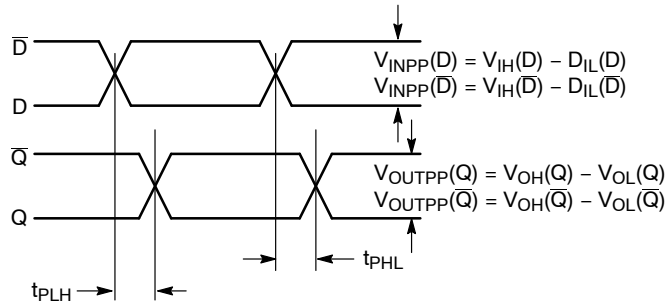 D̅
V_INPP(D) = V_IH(D) − D_IL(D)
V_INPP(D̅) = V_IH(D̅) − D_IL(D̅)
D
Q̅
V_OUTPP(Q) = V_OH(Q) − V_OL(Q)
V_OUTPP(Q̅) = V_OH(Q̅) − V_OL(Q̅)
Q
t_PHL
t_PLH